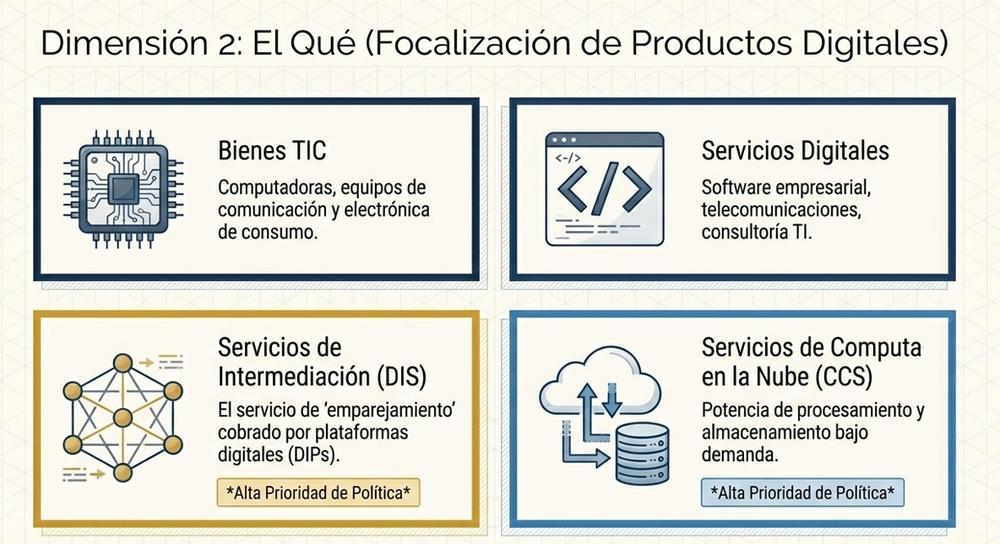 Dimensión 2: El Qué (Focalización de Productos Digitales)
Bienes TIC
Computadoras, equipos de
comunicación y electrónica
de consumo.
<-/>
</>
Servicios Digitales
Software empresarial,
telecomunicaciones,
consultoría TI.
Servicios de
Intermediación (DIS)
El servicio de 'emparejamiento'
cobrado por plataformas
digitales (DIPs).
*Alta Prioridad de Política*
Servicios de Computa
en la Nube (CCS)
Potencia de procesamiento y
almacenamiento bajo
demanda.
*Alta Prioridad de Política*